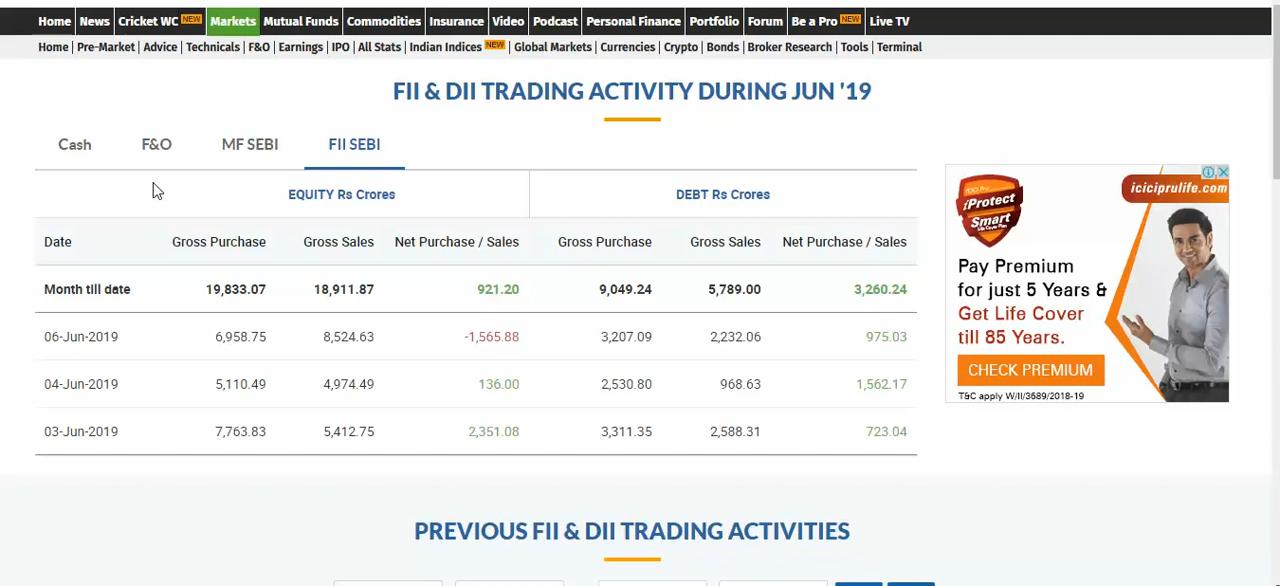 Home News Cricket WC NEW Markets Mutual Funds Commodities Insurance Video Podcast Personal Finance Portfolio Forum Be a Pro NEW Live TV
Home | Pre-Market | Advice | Technicals | F&O | Earnings | IPO | All Stats | Indian Indices NEW | Global Markets | Currencies | Crypto | Bonds | Broker Research | Tools | Terminal
FII & DII TRADING ACTIVITY DURING JUN '19
Cash F&O MF SEBI FII SEBI
EQUITY Rs Crores DEBT Rs Crores
Date Gross Purchase Gross Sales Net Purchase / Sales Gross Purchase Gross Sales Net Purchase / Sales
Month till date 19,833.07 18,911.87 921.20 9,049.24 5,789.00 3,260.24
06-Jun-2019 6,958.75 8,524.63 -1,565.88 3,207.09 2,232.06 975.03
04-Jun-2019 5,110.49 4,974.49 136.00 2,530.80 968.63 1,562.17
03-Jun-2019 7,763.83 5,412.75 2,351.08 3,311.35 2,588.31 723.04
iciciprulife.com
iProtect
Smart
Pay Premium
for just 5 Years &
Get Life Cover
till 85 Years.
CHECK PREMIUM
T&C apply W/II/3689/2018-19
PREVIOUS FII & DII TRADING ACTIVITIES